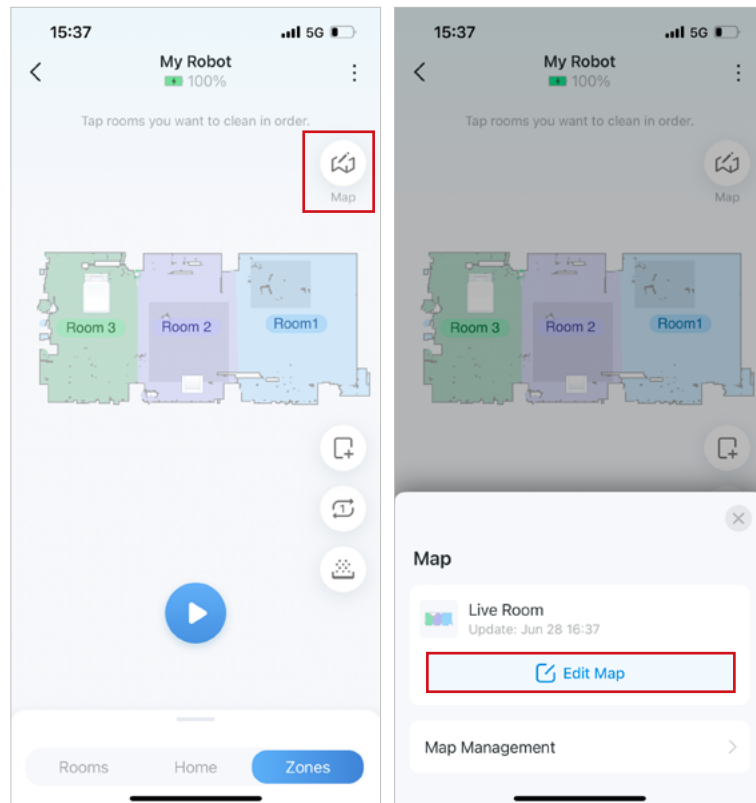 15:37
5G
My Robot
100%
Tap rooms you want to clean in order.
Map
Room 3
Room 2
Room1
1
Rooms
Home
Zones
15:37
5G
My Robot
100%
Tap rooms you want to clean in order.
Map
Room 3
Room 2
Room1
Map
Live Room
Update: Jun 28 16:37
Edit Map
Map Management